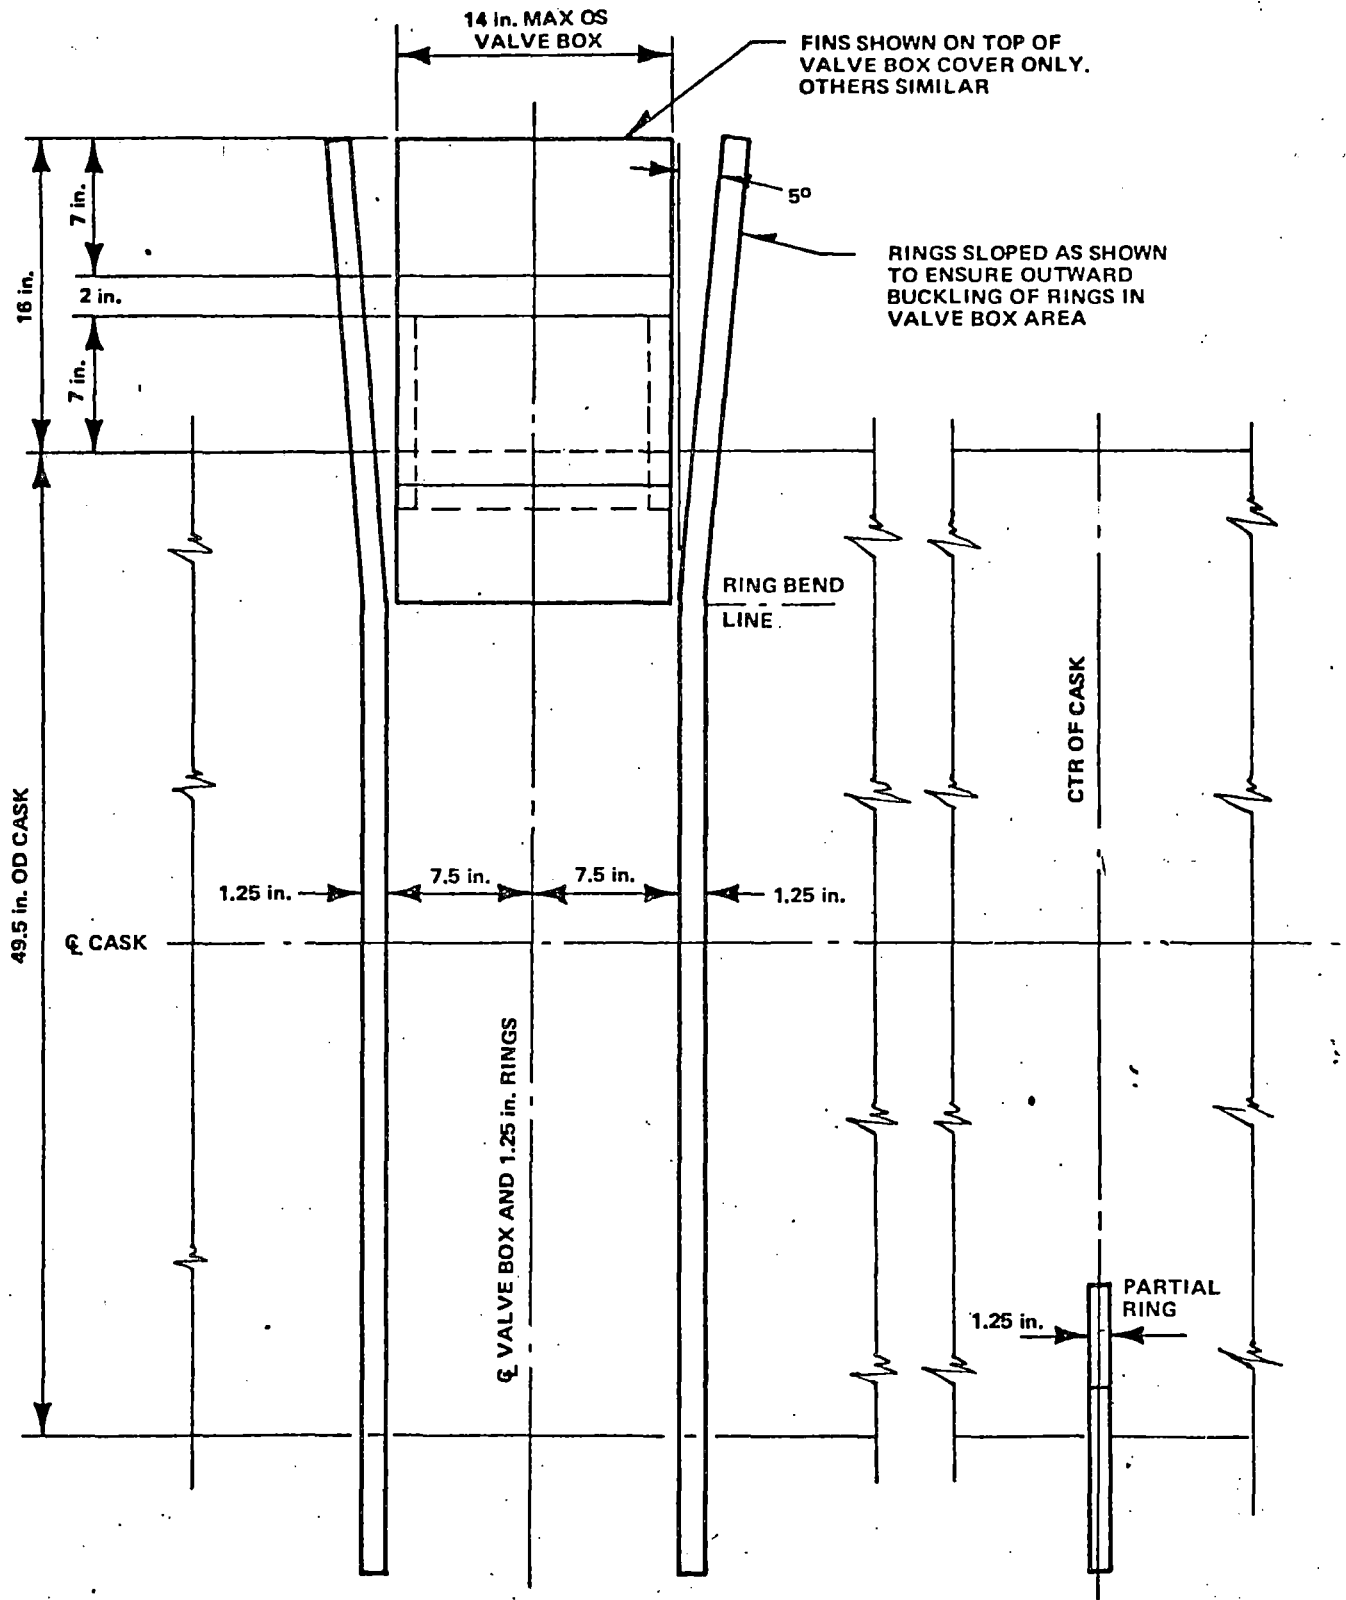 14 in. MAX OS
VALVE BOX
FINS SHOWN ON TOP OF
VALVE BOX COVER ONLY.
OTHERS SIMILAR
7 in.
5º
16 in.
2 in.
RINGS SLOPED AS SHOWN
TO ENSURE OUTWARD
BUCKLING OF RINGS IN
VALVE BOX AREA
7 in.
RING BEND
LINE
CTR OF CASK
49.5 in. OD CASK
1.25 in.
7.5 in.
7.5 in.
1.25 in.
℄ CASK
℄ VALVE BOX AND 1.25 in. RINGS
PARTIAL
RING
1.25 in.